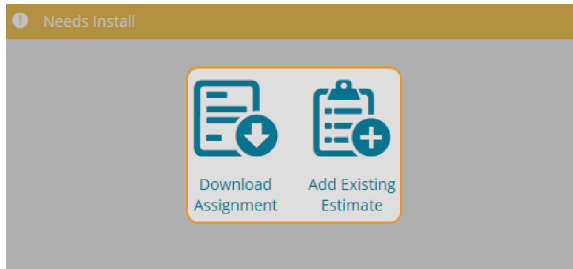 Needs Install
Download
Assignment
Add Existing
Estimate